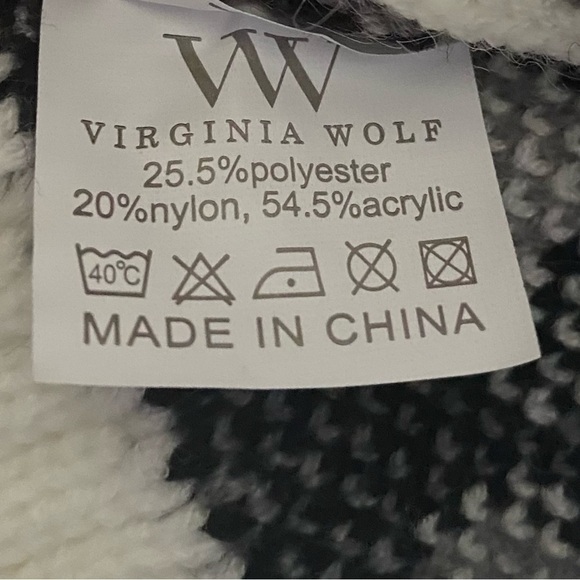 VW
VIRGINIA WOLF
25.5%polyester
20%nylon, 54.5%acrylic
40°C
MADE IN CHINA